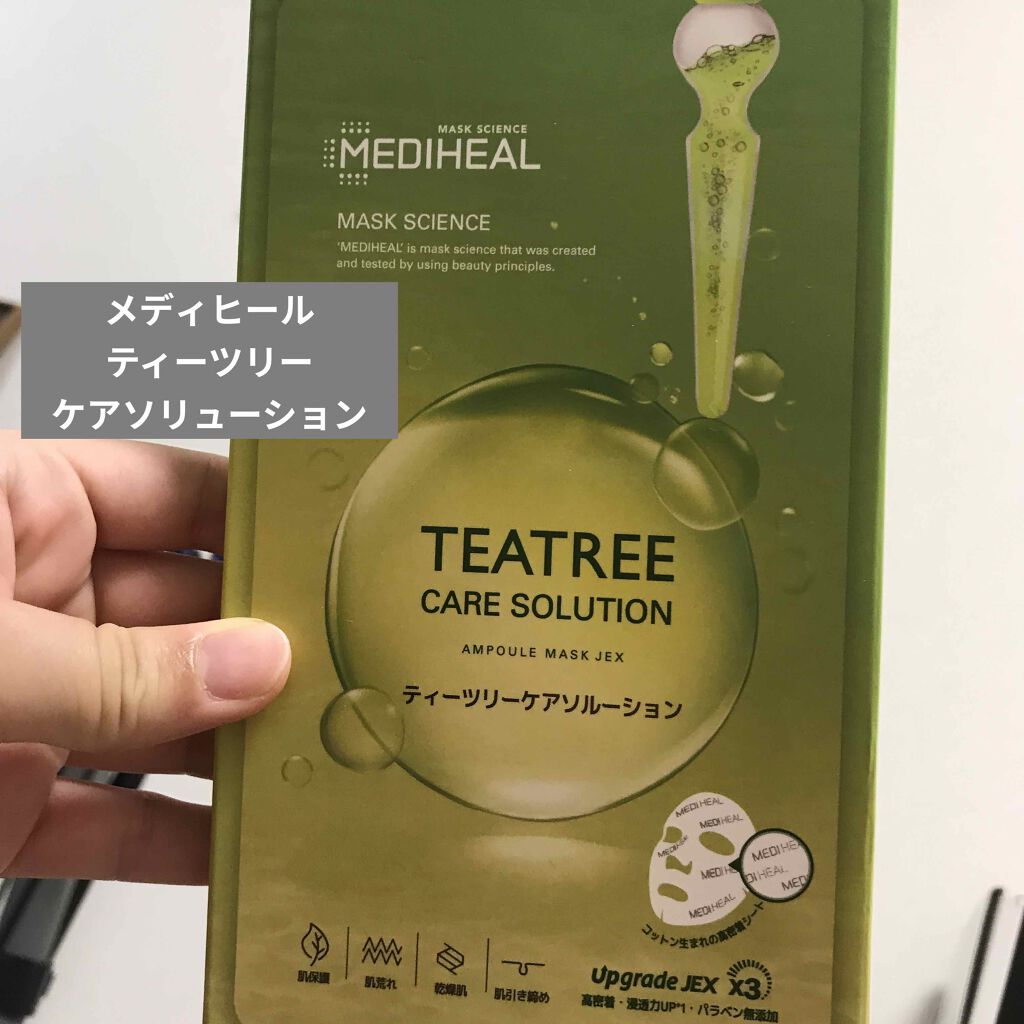 MASK SCIENCE
MEDIHEAL
MASK SCIENCE
'MEDIHEAL' is mask science that was created
and tested by using beauty principles.
メディヒール
ティーツリー
ケアソリューション
TEATREE
CARE SOLUTION
AMPOULE MASK JEX
ティーツリーケアソルーション
MEDIHEAL
MEDIHEAL
MEDIHEAL
MEDIHE
MEDIHEA
MEDIHEAL
DIHEAL
MED
コットン生まれの高密着シート
肌保護
肌荒れ
乾燥肌
肌引き締め
Upgrade JEX X3
高密着・浸透力UP*1・パラベン無添加